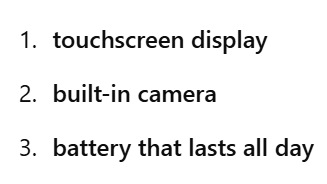 1. touchscreen display
2. built-in camera
3. battery that lasts all day